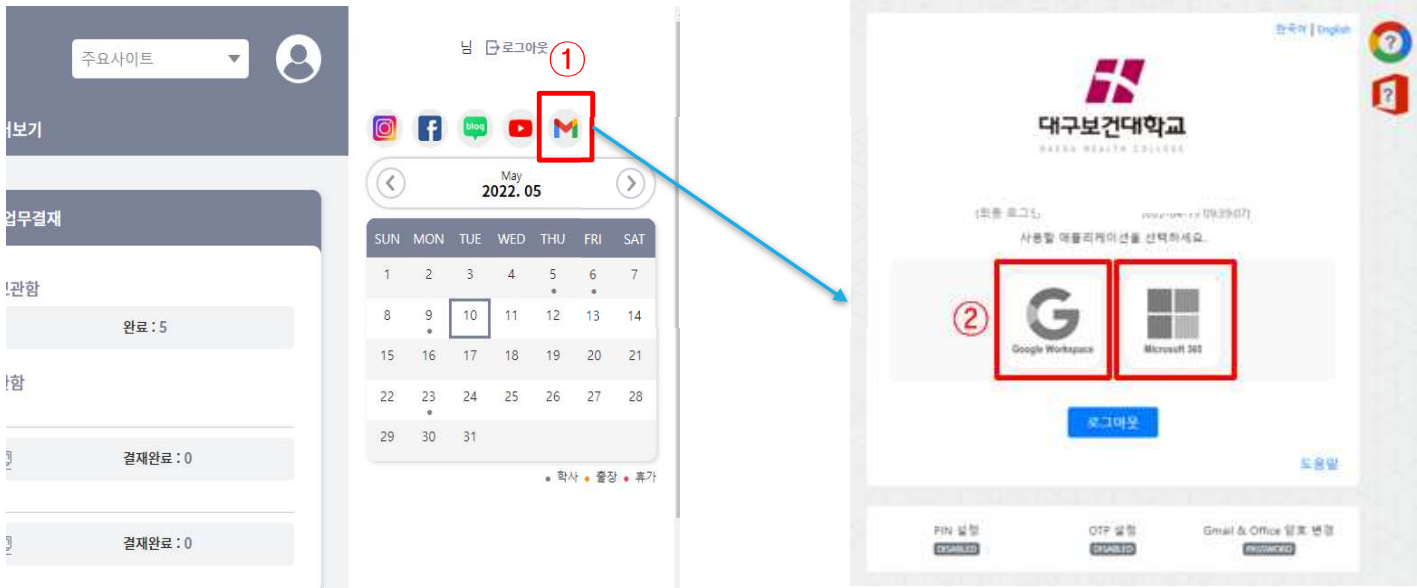 주요사이트
님 로그아웃
①
blog
May
2022. 05
SUN MON TUE WED THU FRI SAT
1 2 3 4 5 6 7
8 9 10 11 12 13 14
15 16 17 18 19 20 21
22 23 24 25 26 27 28
29 30 31
학사 출장 휴가
보기
업무결재
관함
완료 : 5
함
결재완료 : 0
결재완료 : 0
한국어 | English
대구보건대학교
DAEGU HEALTH COLLEGE
09:39:07)
사용할 애플리케이션을 선택하세요.
②
Google Workspace
Microsoft 365
로그아웃
도움말
PIN 설정
DISABLED
OTP 설정
DISABLED
Gmail & Office 암호 변경
PASSWORD